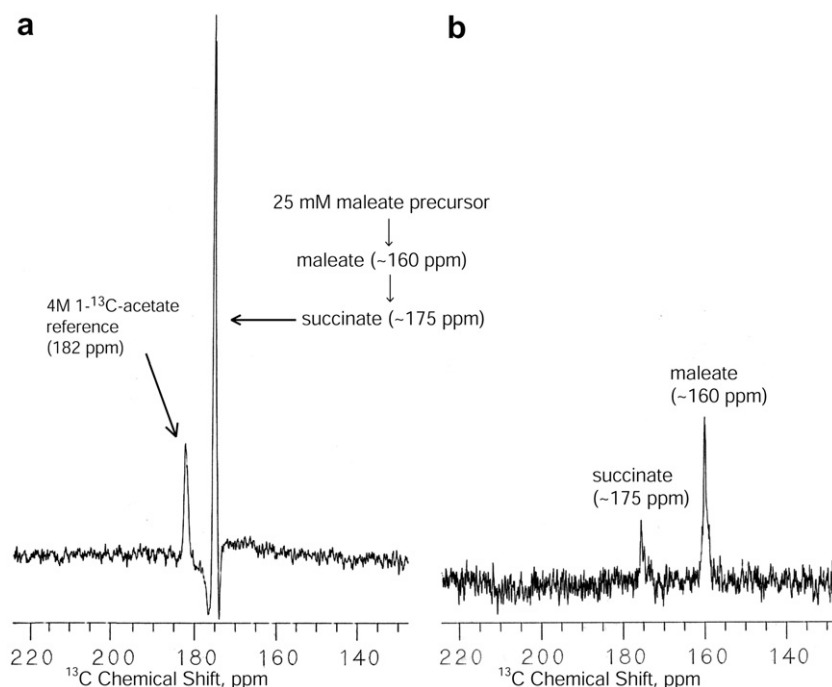 a
25 mM maleate precursor
↓
maleate (~160 ppm)
↓
succinate (~175 ppm)
4M 1-¹³C-acetate
reference
(182 ppm)
220 200 180 160 140
¹³C Chemical Shift, ppm
b
maleate
(~160 ppm)
succinate
(~175 ppm)
220 200 180 160 140
¹³C Chemical Shift, ppm